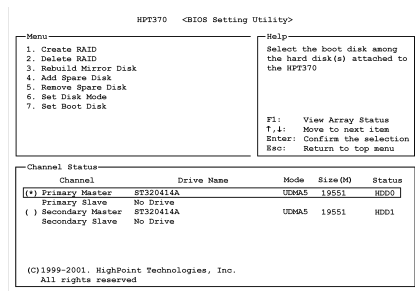 HPT370 <BIOS Setting Utility>
Menu
1. Create RAID
2. Delete RAID
3. Rebuild Mirror Disk
4. Add Spare Disk
5. Remove Spare Disk
6. Set Disk Mode
7. Set Boot Disk
Help
Select the boot disk among
the hard disk(s) attached to
the HPT370
F1: View Array Status
↑,↓: Move to next item
Enter: Confirm the selection
Esc: Return to top menu
Channel Status
Channel Drive Name Mode Size(M) Status
(*) Primary Master ST320414A UDMA5 19551 HDD0
Primary Slave No Drive
( ) Secondary Master ST320414A UDMA5 19551 HDD1
Secondary Slave No Drive
(C)1999-2001. HighPoint Technologies, Inc.
All rights reserved